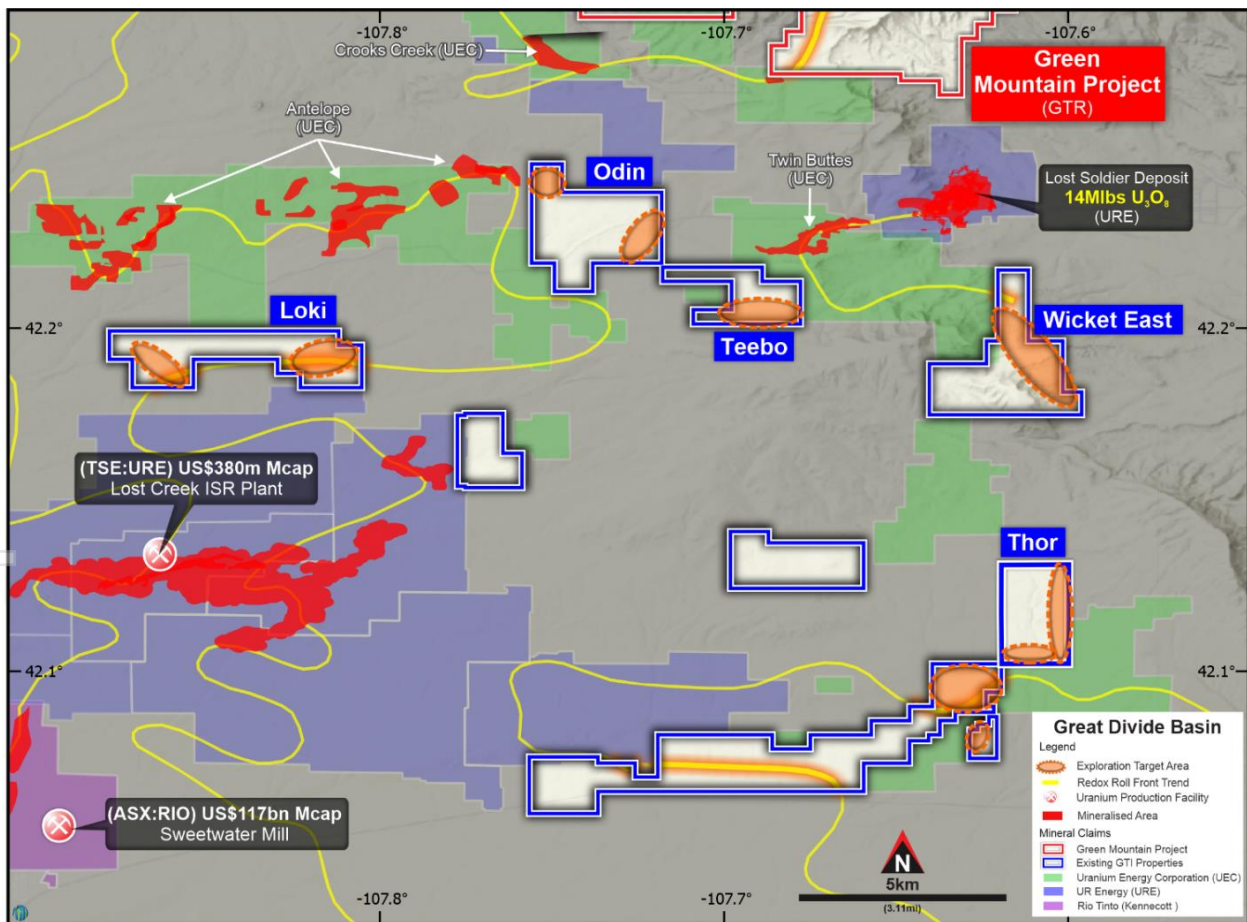 -107.8
-107.7
-107.6
Crooks Creek (UEC)
Green
Mountain Project
(GTR)
Antelope
(UEC)
Odin
Twin Buttes
(UEC)
Lost Soldier Deposit
14Mlbs U₃O₈
(URE)
42.2°
42.2°
Loki
Teebo
Wicket East
(TSE:URE) US$380m Mcap
Lost Creek ISR Plant
Thor
42.1°
42.1°
(ASX:RIO) US$117bn Mcap
Sweetwater Mill
N
5km
(3.11mi)
-107.8
-107.7
Great Divide Basin
Legend
Exploration Target Area
Redox Roll Front Trend
Uranium Production Facility
Mineralised Area
Mineral Claims
Green Mountain Project
Existing GTI Properties
Uranium Energy Corporation (UEC)
UR Energy (URE)
Rio Tinto (Kennecott )